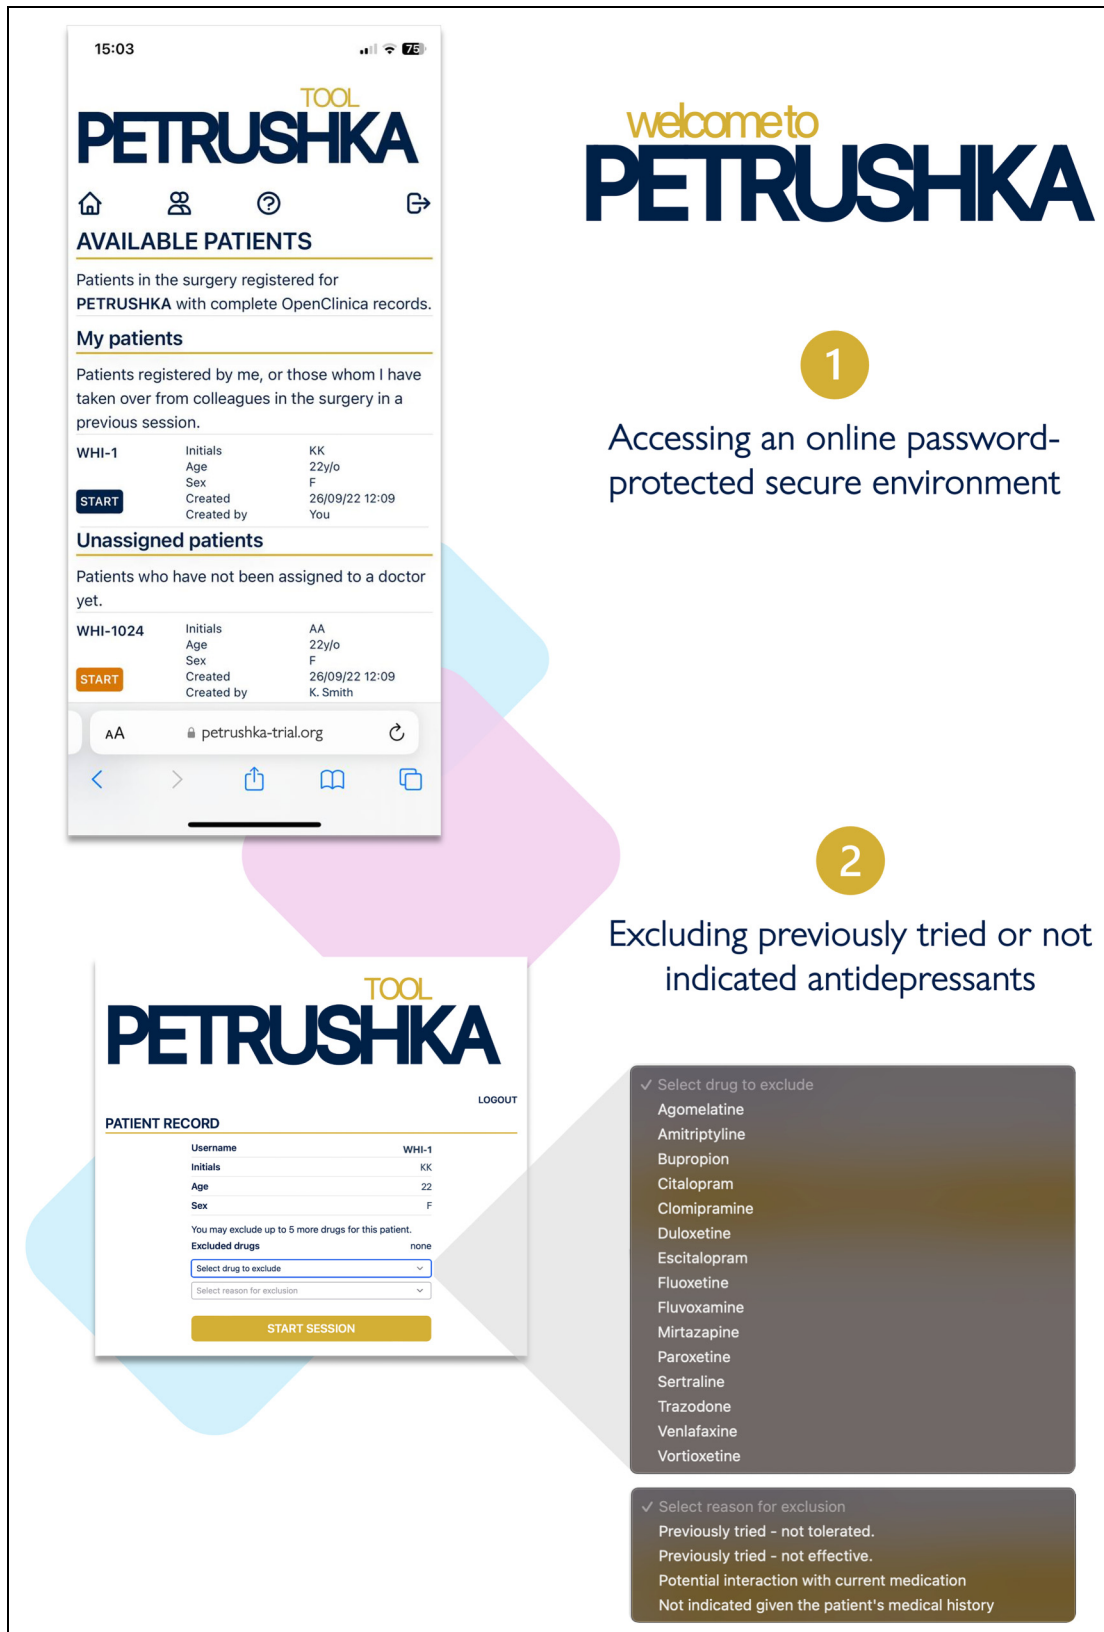 15:03
75
TOOL
PETRUSHKA
AVAILABLE PATIENTS
Patients in the surgery registered for
PETRUSHKA with complete OpenClinica records.
My patients
Patients registered by me, or those whom I have
taken over from colleagues in the surgery in a
previous session.
WHI-1 Initials KK
Age 22y/o
Sex F
START Created 26/09/22 12:09
Created by You
Unassigned patients
Patients who have not been assigned to a doctor
yet.
WHI-1024 Initials AA
Age 22y/o
Sex F
START Created 26/09/22 12:09
Created by K. Smith
AA petrushka-trial.org
welcome to
PETRUSHKA
1
Accessing an online password-
protected secure environment
2
Excluding previously tried or not
indicated antidepressants
TOOL
PETRUSHKA
LOGOUT
PATIENT RECORD
Username WHI-1
Initials KK
Age 22
Sex F
You may exclude up to 5 more drugs for this patient.
Excluded drugs none
Select drug to exclude
Select reason for exclusion
START SESSION
✓ Select drug to exclude
Agomelatine
Amitriptyline
Bupropion
Citalopram
Clomipramine
Duloxetine
Escitalopram
Fluoxetine
Fluvoxamine
Mirtazapine
Paroxetine
Sertraline
Trazodone
Venlafaxine
Vortioxetine
✓ Select reason for exclusion
Previously tried - not tolerated.
Previously tried - not effective.
Potential interaction with current medication
Not indicated given the patient's medical history